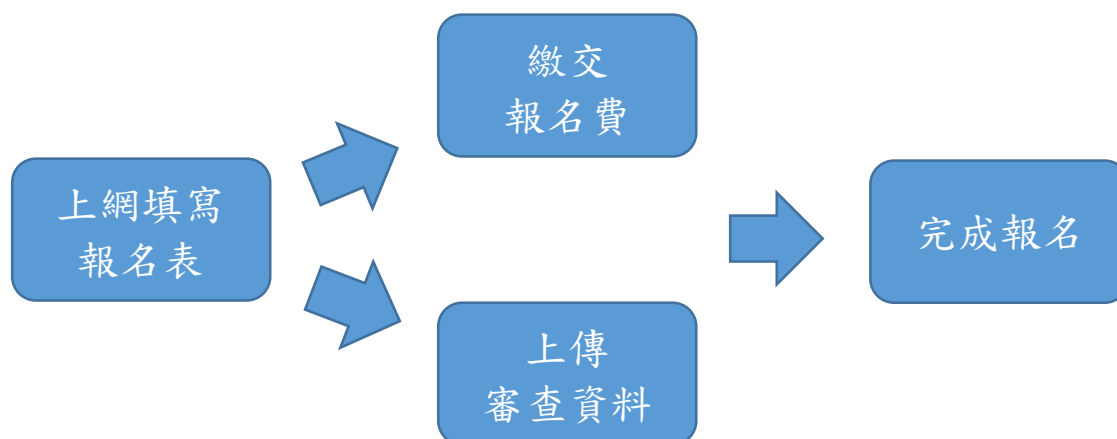 上網填寫
報名表
繳交
報名費
上傳
審查資料
完成報名